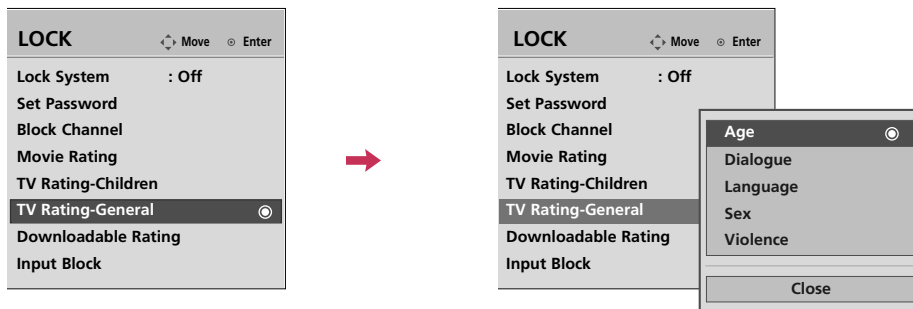 LOCK Move Enter
Lock System : Off
Set Password
Block Channel
Movie Rating
TV Rating-Children
TV Rating-General
Downloadable Rating
Input Block
LOCK Move Enter
Lock System : Off
Set Password
Block Channel
Movie Rating
TV Rating-Children
TV Rating-General
Downloadable Rating
Input Block
Age
Dialogue
Language
Sex
Violence
Close